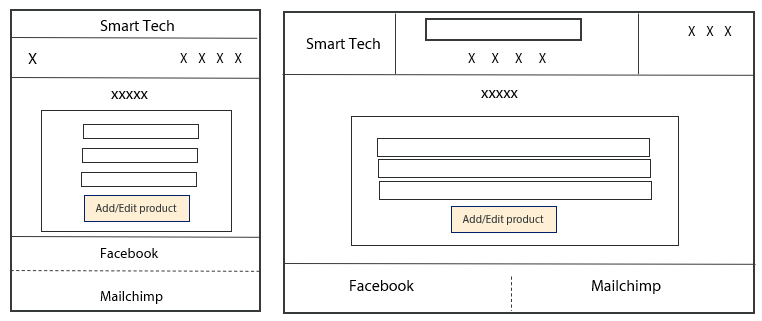 Smart Tech
X X X X X
xxxxx
Add/Edit product
Facebook
Mailchimp
Smart Tech
X X X X
X X X
xxxxx
Add/Edit product
Facebook Mailchimp